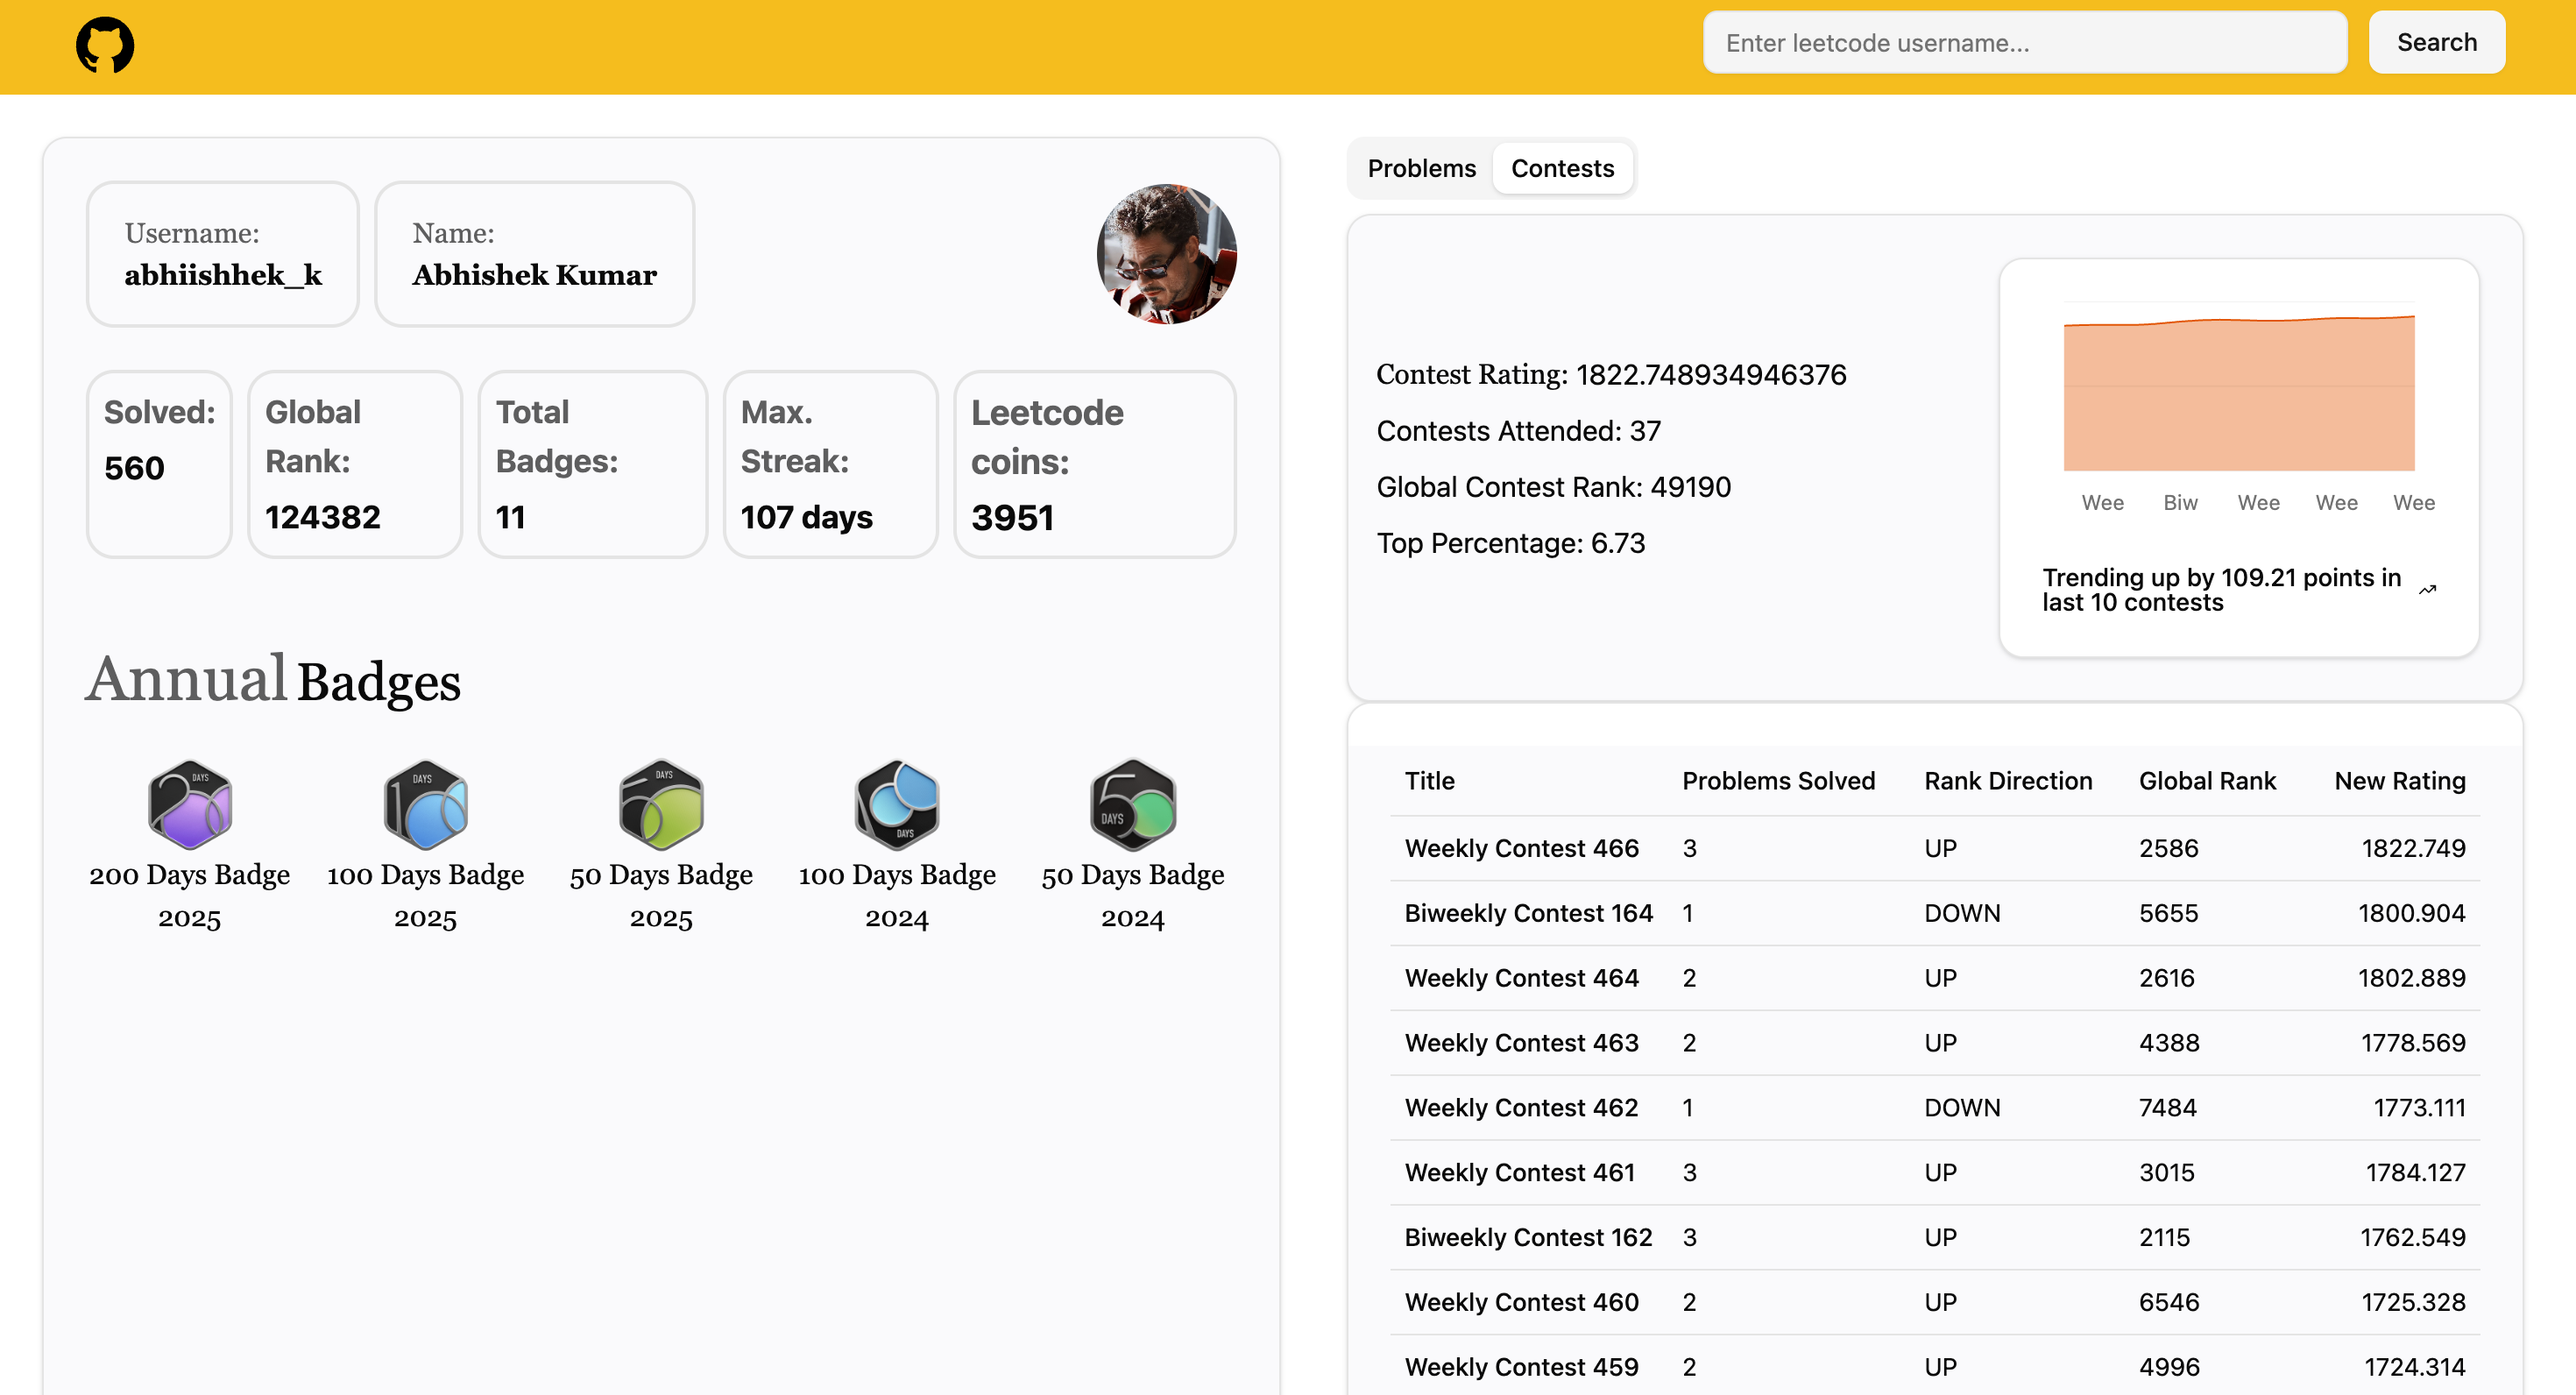 Enter leetcode username...
Search
Username:
abhiishhek_k
Name:
Abhishek Kumar
Solved:
560
Global
Rank:
124382
Total
Badges:
11
Max.
Streak:
107 days
Leetcode
coins:
3951
Annual Badges
DAYS
DAYS
DAYS
DAYS
DAYS
200 Days Badge
2025
100 Days Badge
2025
50 Days Badge
2025
100 Days Badge
2024
50 Days Badge
2024
Problems
Contests
Contest Rating: 1822.748934946376
Contests Attended: 37
Global Contest Rank: 49190
Top Percentage: 6.73
Wee Biw Wee Wee Wee
Trending up by 109.21 points in
last 10 contests
Title Problems Solved Rank Direction Global Rank New Rating
Weekly Contest 466 3 UP 2586 1822.749
Biweekly Contest 164 1 DOWN 5655 1800.904
Weekly Contest 464 2 UP 2616 1802.889
Weekly Contest 463 2 UP 4388 1778.569
Weekly Contest 462 1 DOWN 7484 1773.111
Weekly Contest 461 3 UP 3015 1784.127
Biweekly Contest 162 3 UP 2115 1762.549
Weekly Contest 460 2 UP 6546 1725.328
Weekly Contest 459 2 UP 4996 1724.314